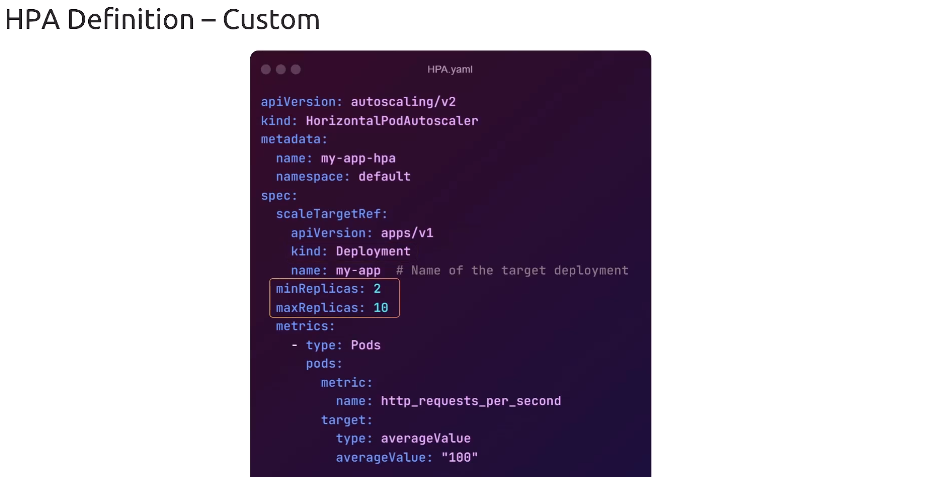 HPA Definition – Custom
HPA.yaml
apiVersion: autoscaling/v2
kind: HorizontalPodAutoscaler
metadata:
  name: my-app-hpa
  namespace: default
spec:
  scaleTargetRef:
    apiVersion: apps/v1
    kind: Deployment
    name: my-app  # Name of the target deployment
  minReplicas: 2
  maxReplicas: 10
  metrics:
    - type: Pods
      pods:
        metric:
          name: http_requests_per_second
        target:
          type: averageValue
          averageValue: "100"